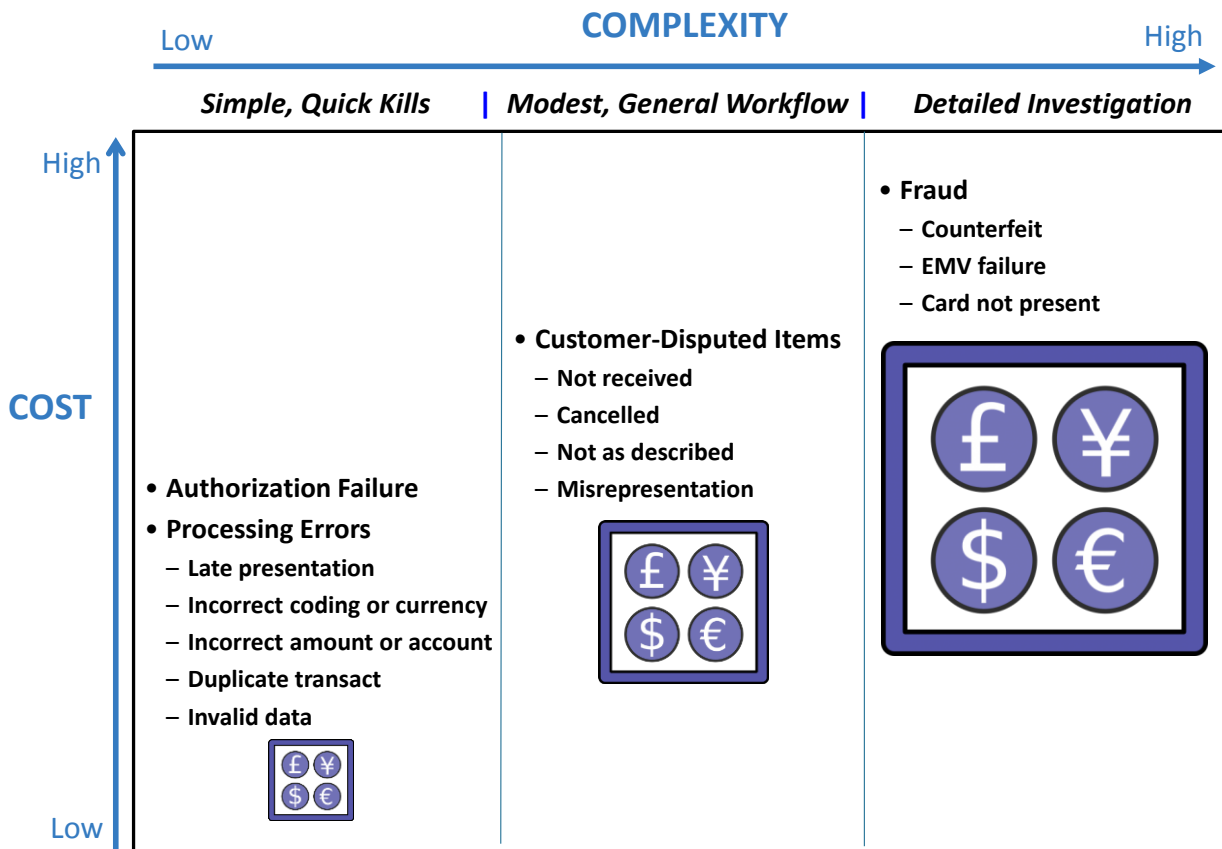 COMPLEXITY
Low
High
Simple, Quick Kills | Modest, General Workflow | Detailed Investigation
High
COST
Low
• Authorization Failure
• Processing Errors
– Late presentation
– Incorrect coding or currency
– Incorrect amount or account
– Duplicate transact
– Invalid data
£ ¥
$ €
• Customer-Disputed Items
– Not received
– Cancelled
– Not as described
– Misrepresentation
£ ¥
$ €
• Fraud
– Counterfeit
– EMV failure
– Card not present
£ ¥
$ €